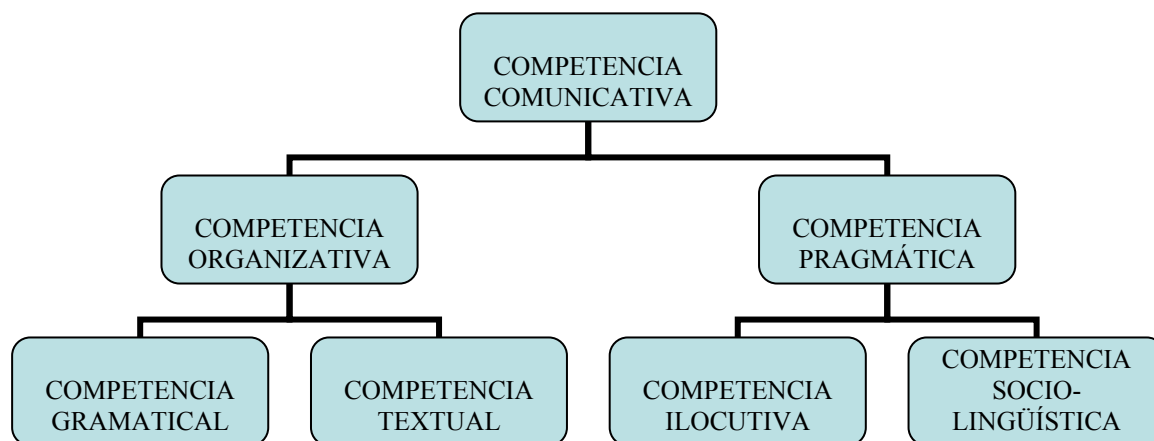 COMPETENCIA
COMUNICATIVA
COMPETENCIA
ORGANIZATIVA
COMPETENCIA
PRAGMÁTICA
COMPETENCIA
GRAMATICAL
COMPETENCIA
TEXTUAL
COMPETENCIA
ILOCUTIVA
COMPETENCIA
SOCIO-
LINGÜÍSTICA